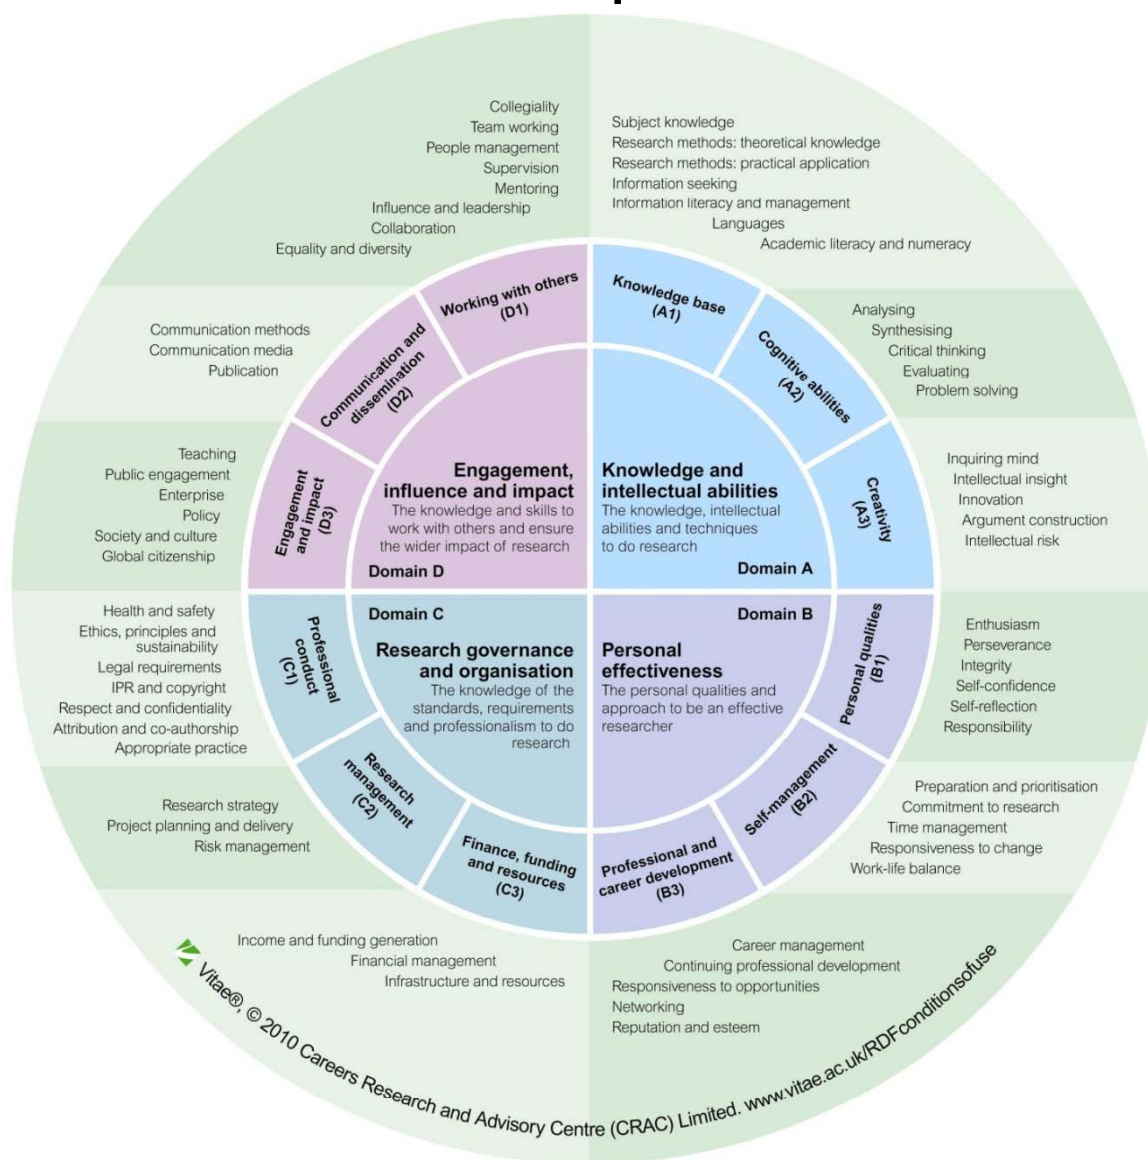 Collegiality
Team working
People management
Supervision
Mentoring
Influence and leadership
Collaboration
Equality and diversity
Subject knowledge
Research methods: theoretical knowledge
Research methods: practical application
Information seeking
Information literacy and management
Languages
Academic literacy and numeracy
Working with others
(D1)
Knowledge base
(A1)
Communication methods
Communication media
Publication
Communication and
dissemination
(D2)
Cognitive abilities
(A2)
Analysing
Synthesising
Critical thinking
Evaluating
Problem solving
Teaching
Public engagement
Enterprise
Policy
Society and culture
Global citizenship
Engagement
and impact
(D3)
Engagement,
influence and impact
The knowledge and skills to
work with others and ensure
the wider impact of research
Domain D
Knowledge and
intellectual abilities
The knowledge, intellectual
abilities and techniques
to do research
Domain A
Creativity
(A3)
Inquiring mind
Intellectual insight
Innovation
Argument construction
Intellectual risk
Health and safety
Ethics, principles and
sustainability
Legal requirements
IPR and copyright
Respect and confidentiality
Attribution and co-authorship
Appropriate practice
Professional
conduct
(C1)
Domain C
Research governance
and organisation
The knowledge of the
standards, requirements
and professionalism to do
research
Domain B
Personal
effectiveness
The personal qualities and
approach to be an effective
researcher
Personal qualities
(B1)
Enthusiasm
Perseverance
Integrity
Self-confidence
Self-reflection
Responsibility
Research strategy
Project planning and delivery
Risk management
Research
management
(C2)
Self-management
(B2)
Preparation and prioritisation
Commitment to research
Time management
Responsiveness to change
Work-life balance
Finance, funding
and resources
(C3)
Professional and
career development
(B3)
Income and funding generation
Financial management
Infrastructure and resources
Career management
Continuing professional development
Responsiveness to opportunities
Networking
Reputation and esteem
Vitae®, © 2010 Careers Research and Advisory Centre (CRAC) Limited. www.vitae.ac.uk/RDFconditionsofuse